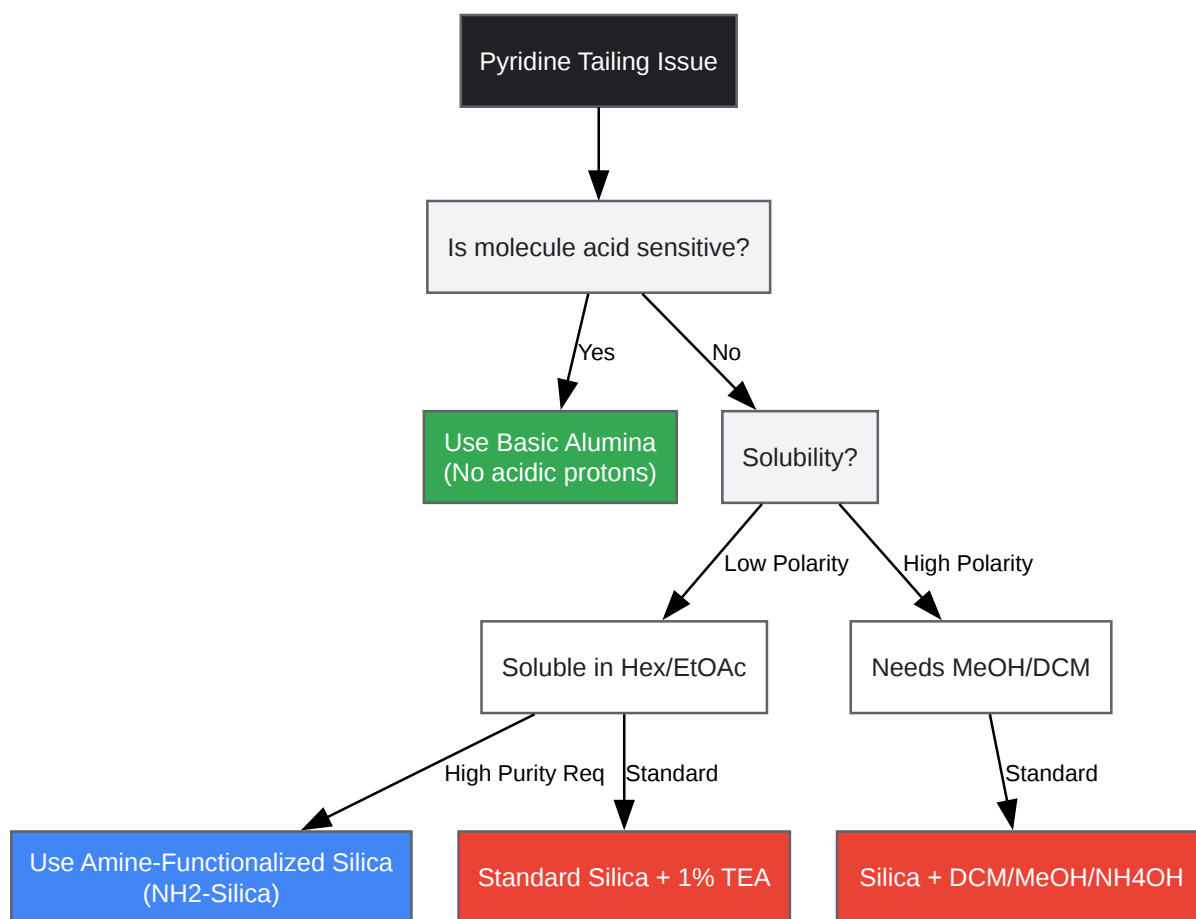 Pyridine Tailing Issue
Is molecule acid sensitive?
Yes
No
Use Basic Alumina
(No acidic protons)
Solubility?
Low Polarity
High Polarity
Soluble in Hex/EtOAc
Needs MeOH/DCM
High Purity Req
Standard
Standard
Use Amine-Functionalized Silica
(NH2-Silica)
Standard Silica + 1% TEA
Silica + DCM/MeOH/NH4OH